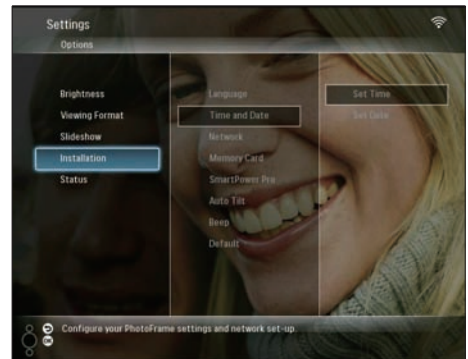 Settings
Options
Brightness
Viewing Format
Slideshow
Installation
Status
Language
Time and Date
Network
Memory Card
SmartPower Pro
Auto Tilt
Beep
Default
Set Time
Set Date
Configure your PhotoFrame settings and network set-up.
OK